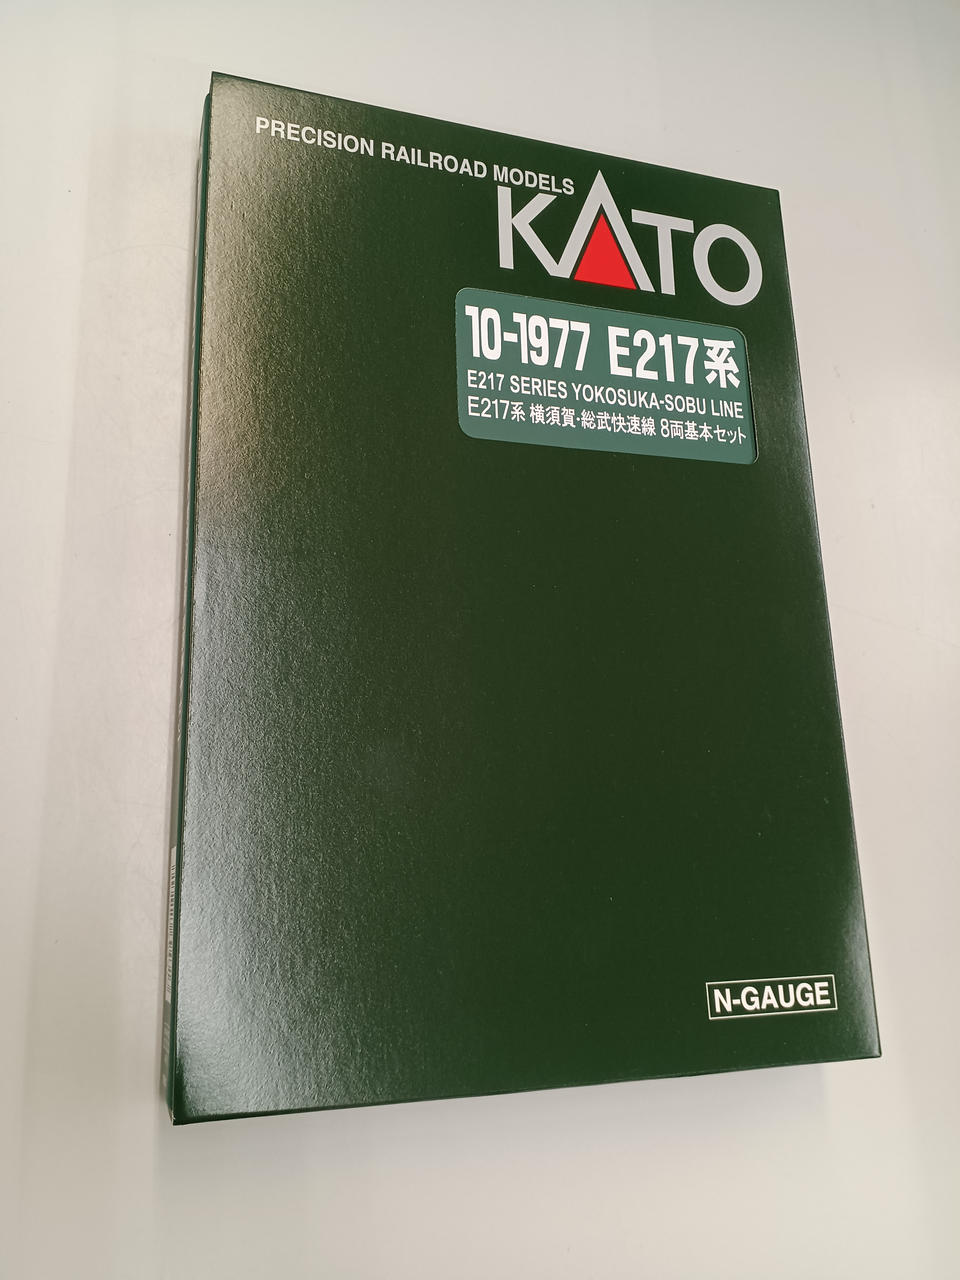 PRECISION RAILROAD MODELS
KATO
10-1977 E217系
E217 SERIES YOKOSUKA-SOBU LINE
E217系 横須賀・総武快速線 8両基本セット
N-GAUGE